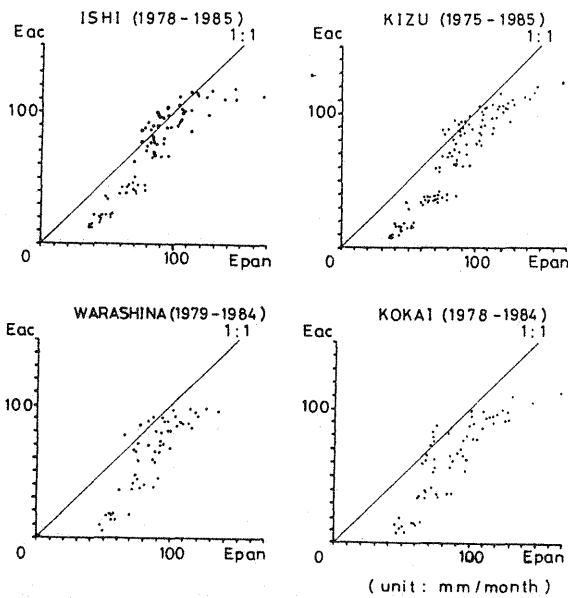 ISHI (1978-1985)
Eac
1:1
100
0
100
Epan
KIZU (1975-1985)
Eac
1:1
100
0
100
Epan
WARASHINA (1979-1984)
Eac
1:1
100
0
100
Epan
KOKAI (1978-1984)
Eac
1:1
100
0
100
Epan
(unit: mm/month)